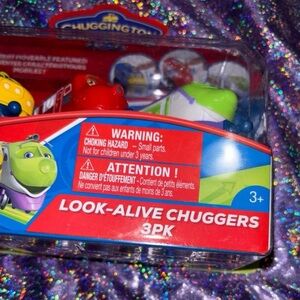 CHUGGINGTON
WARNING:
CHOKING HAZARD – Small parts.
Not for children under 3 years.
ATTENTION !
DANGER D'ÉTOUFFEMENT - Contient de petits éléments.
Ne convient pas aux enfants de moins de 3 ans.
3+
LOOK-ALIVE CHUGGERS
3PK